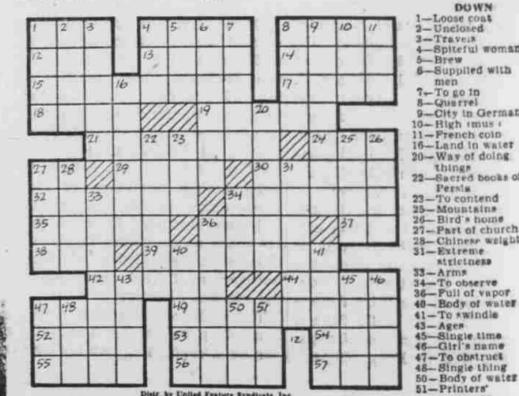 1 2 3 4 5 6 7 8 9 10 11
12 13 14
15 16 17
18 19 20
21 22 23 24 25 26
27 28 29 30 31
32 33 34
35 36 37
38 39 40 41
42 43 44 45 46
47 48 49 50 51
52 53 12 54
55 56 57
Distr. by United Feature Syndicate, Inc.
DOWN
1—Loose coat
2—Unclosed
3—Travels
4—Spiteful woman
5—Brew
6—Supplied with
men
7—To go in
8—Quarrel
9—City in German
10—High (mus.)
11—French coin
16—Land in water
20—Way of doing
things
22—Sacred books of
Persia
23—To contend
25—Mountains
26—Bird's home
27—Part of church
28—Chinese weight
31—Extreme
strictness
33—Arms
34—To observe
36—Full of vapor
40—Body of water
41—To swindle
43—Ages
45—Single time
46—Girl's name
47—To obstruct
48—Single thing
50—Body of water
51—Printers'